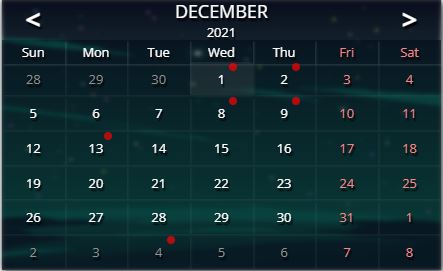 < DECEMBER >
2021
Sun Mon Tue Wed Thu Fri Sat
28 29 30 1 2 3 4
5 6 7 8 9 10 11
12 13 14 15 16 17 18
19 20 21 22 23 24 25
26 27 28 29 30 31 1
2 3 4 5 6 7 8